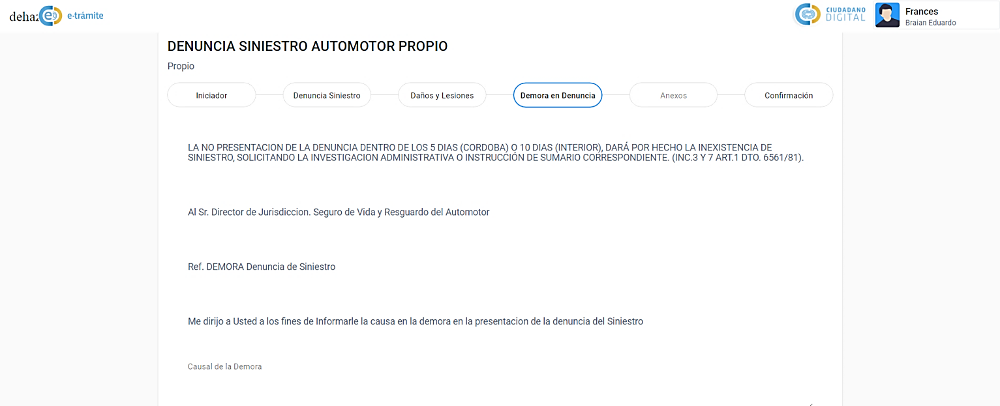 dehaz
e e-trámite
CIUDADANO
DIGITAL
Frances
Braian Eduardo
DENUNCIA SINIESTRO AUTOMOTOR PROPIO
Propio
Iniciador
Denuncia Siniestro
Daños y Lesiones
Demora en Denuncia
Anexos
Confirmación
LA NO PRESENTACION DE LA DENUNCIA DENTRO DE LOS 5 DIAS (CORDOBA) O 10 DIAS (INTERIOR), DARÁ POR HECHO LA INEXISTENCIA DE
SINIESTRO, SOLICITANDO LA INVESTIGACION ADMINISTRATIVA O INSTRUCCIÓN DE SUMARIO CORRESPONDIENTE. (INC.3 Y 7 ART.1 DTO. 6561/81).
Al Sr. Director de Jurisdiccion. Seguro de Vida y Resguardo del Automotor
Ref. DEMORA Denuncia de Siniestro
Me dirijo a Usted a los fines de Informarle la causa en la demora en la presentacion de la denuncia del Siniestro
Causal de la Demora